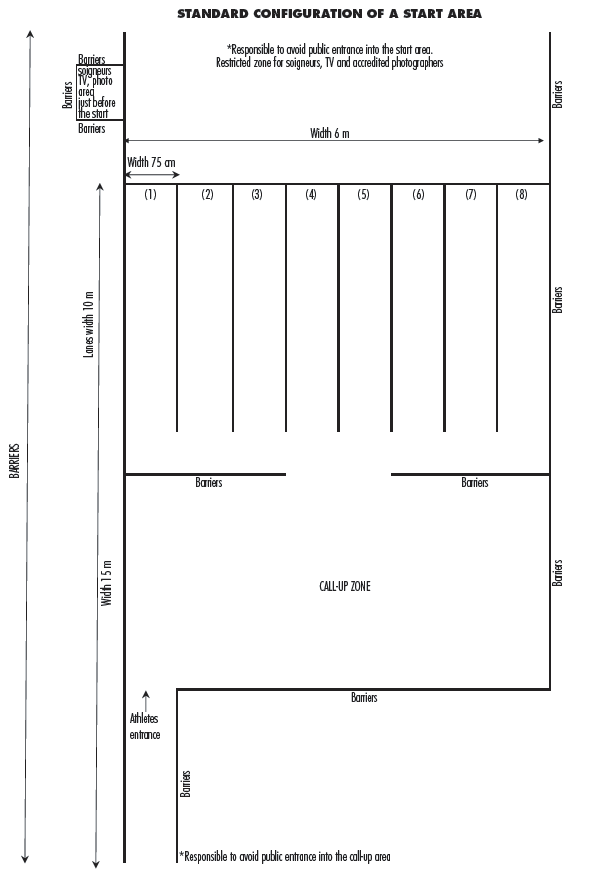 STANDARD CONFIGURATION OF A START AREA
*Responsible to avoid public entrance into the start area.
Restricted zone for soigneurs, TV and accredited photographers
Barriers
soigneurs
TV, photo
area
just before
the start
Barriers
Barriers
Barriers
Width 6 m
Width 75 cm
(1) (2) (3) (4) (5) (6) (7) (8)
Lanes width 10 m
Barriers
BARRIERS
Barriers
Barriers
Width 15 m
CALL-UP ZONE
Barriers
Barriers
Athletes
entrance
Barriers
*Responsible to avoid public entrance into the call-up area